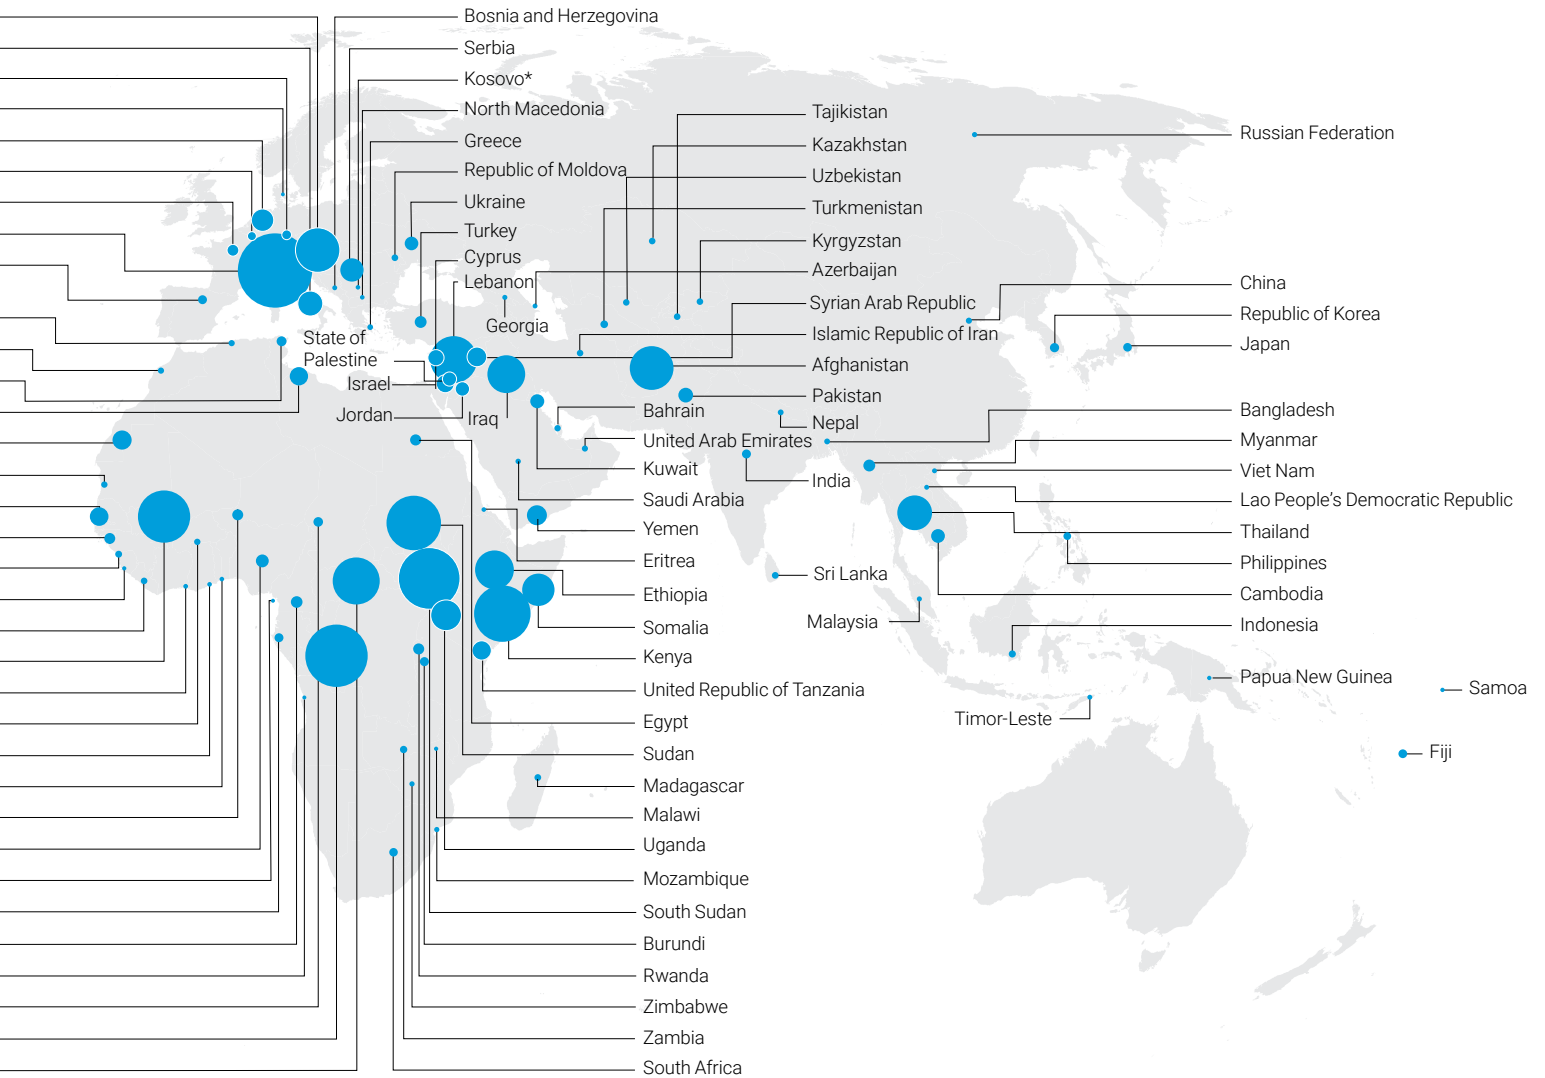 Bosnia and Herzegovina
Serbia
Kosovo*
North Macedonia
Greece
Republic of Moldova
Ukraine
Turkey
Cyprus
Lebanon
Georgia
State of
Palestine
Israel
Jordan
Iraq
Tajikistan
Kazakhstan
Uzbekistan
Turkmenistan
Kyrgyzstan
Azerbaijan
Syrian Arab Republic
Islamic Republic of Iran
Afghanistan
Pakistan
Nepal
Bahrain
United Arab Emirates
India
Kuwait
Saudi Arabia
Yemen
Eritrea
Ethiopia
Somalia
Kenya
United Republic of Tanzania
Egypt
Sudan
Madagascar
Malawi
Uganda
Mozambique
South Sudan
Burundi
Rwanda
Zimbabwe
Zambia
South Africa
Sri Lanka
Malaysia
Timor-Leste
Russian Federation
China
Republic of Korea
Japan
Bangladesh
Myanmar
Viet Nam
Lao People's Democratic Republic
Thailand
Philippines
Cambodia
Indonesia
Papua New Guinea
Samoa
Fiji